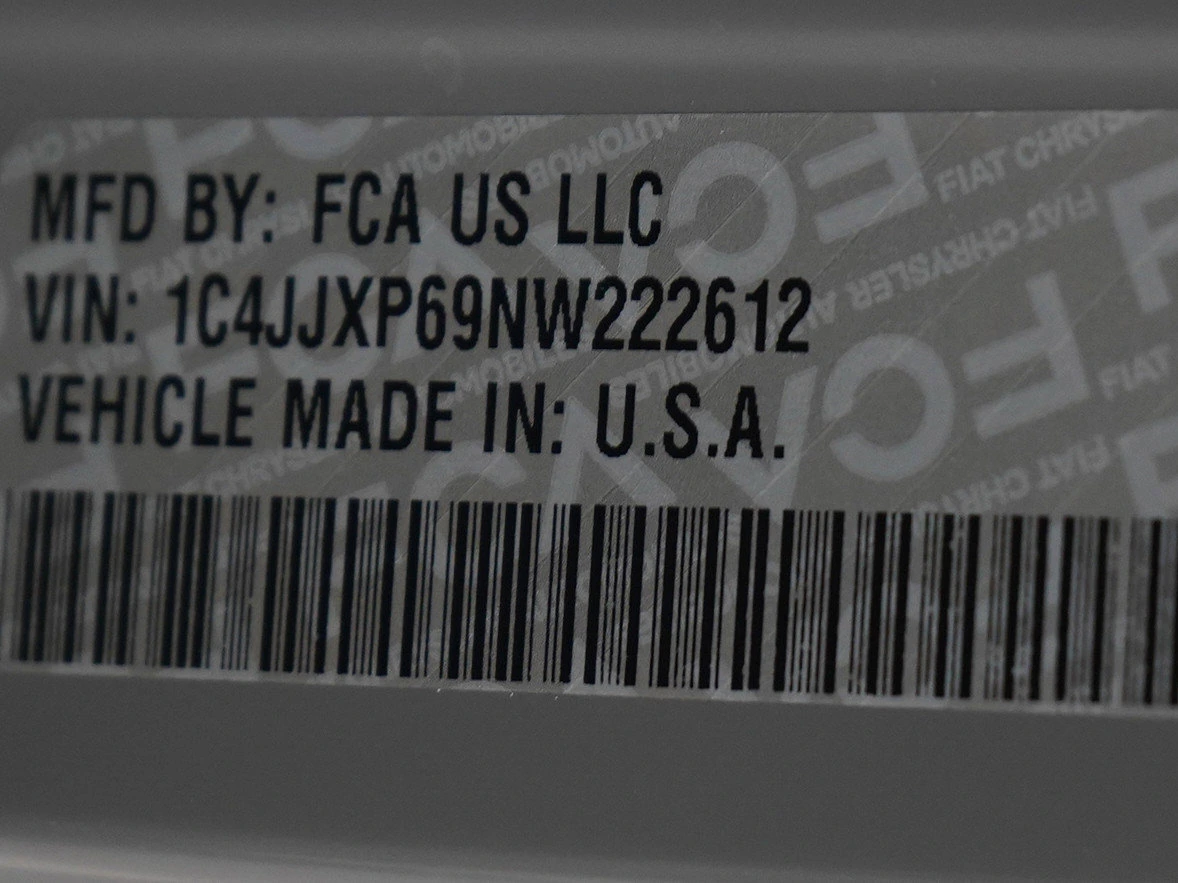 MFD BY: FCA US LLC
VIN: 1C4JJXP69NW222612
VEHICLE MADE IN: U.S.A.